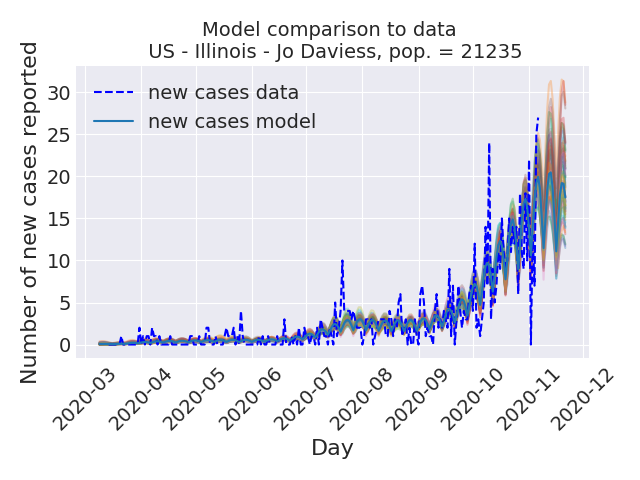 Model comparison to data
US - Illinois - Jo Daviess, pop. = 21235
new cases data
new cases model
Number of new cases reported
30
25
20
15
10
5
0
2020-03
2020-04
2020-05
2020-06
2020-07
2020-08
2020-09
2020-10
2020-11
2020-12
Day